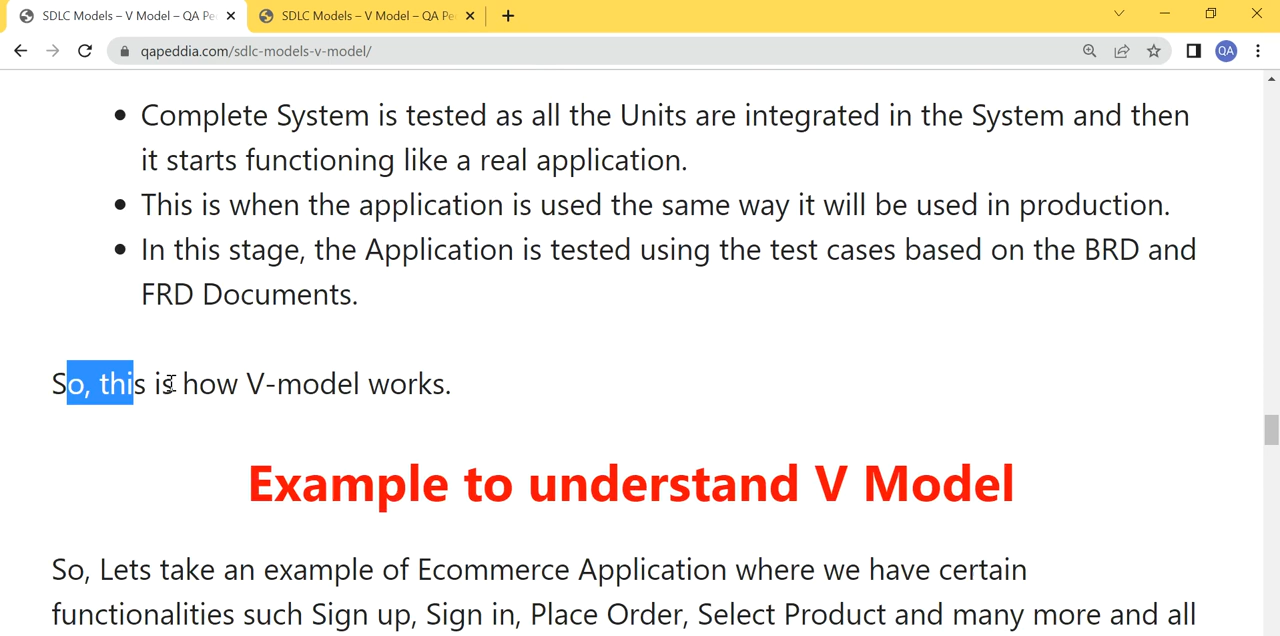 SDLC Models – V Model – QA Pe
SDLC Models – V Model – QA Pe
qapeddia.com/sdlc-models-v-model/
QA
• Complete System is tested as all the Units are integrated in the System and then
it starts functioning like a real application.
• This is when the application is used the same way it will be used in production.
• In this stage, the Application is tested using the test cases based on the BRD and
FRD Documents.
So, this is how V-model works.
Example to understand V Model
So, Lets take an example of Ecommerce Application where we have certain
functionalities such Sign up, Sign in, Place Order, Select Product and many more and all